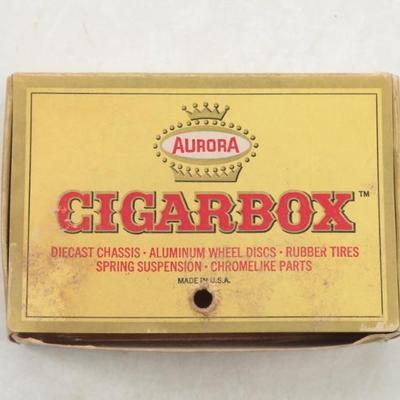 AURORA
CIGARBOX™
DIECAST CHASSIS · ALUMINUM WHEEL DISCS · RUBBER TIRES
SPRING SUSPENSION · CHROMELIKE PARTS
MADE IN U.S.A.